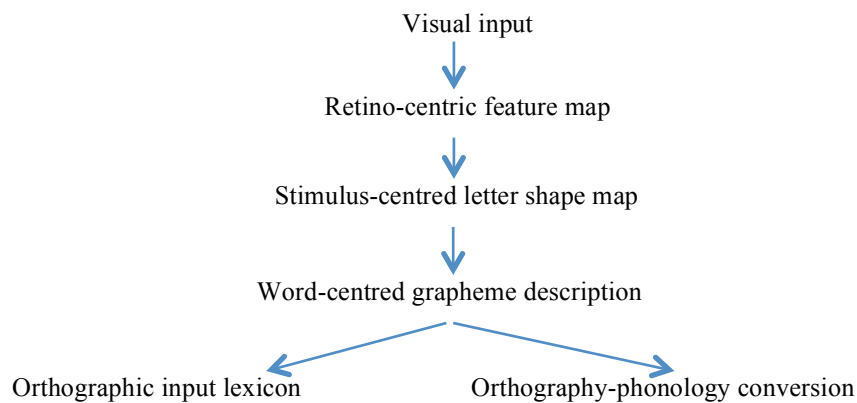 Visual input
Retino-centric feature map
Stimulus-centred letter shape map
Word-centred grapheme description
Orthographic input lexicon
Orthography-phonology conversion